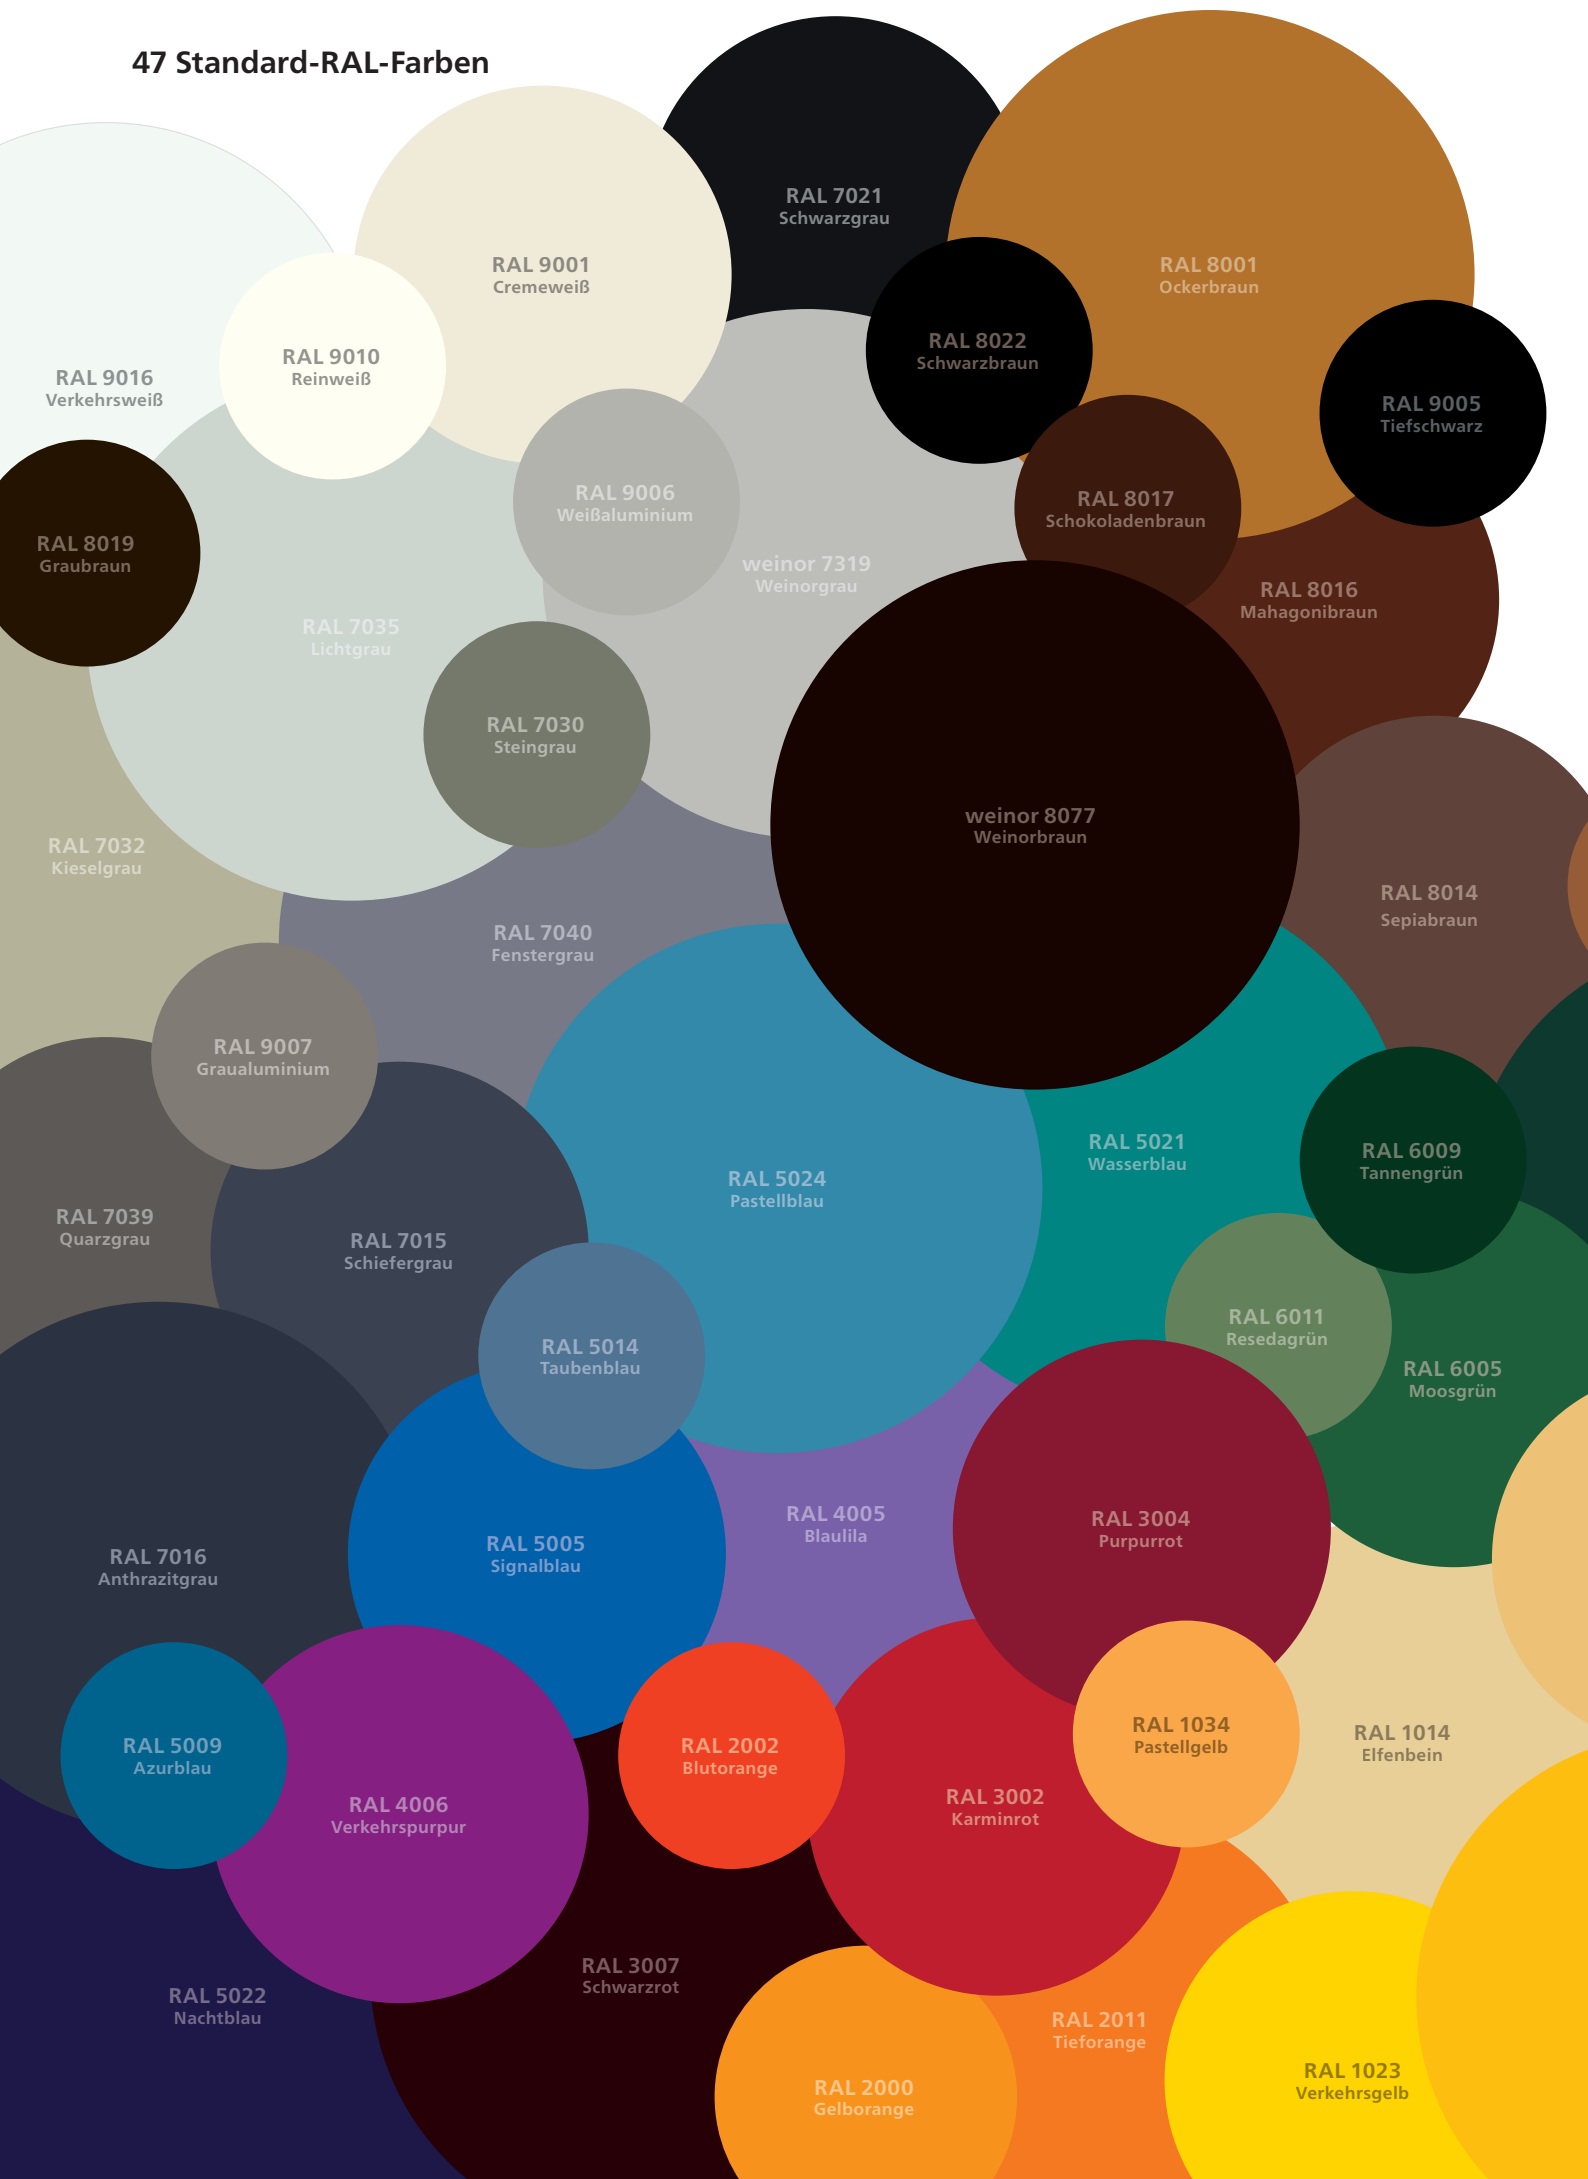 47 Standard-RAL-Farben
RAL 7021
Schwarzgrau
RAL 9001
Cremeweiß
RAL 8001
Ockerbraun
RAL 9016
Verkehrsweiß
RAL 9010
Reinweiß
RAL 8022
Schwarzbraun
RAL 9005
Tiefschwarz
RAL 8019
Graubraun
RAL 9006
Weißaluminium
RAL 8017
Schokoladenbraun
weinor 7319
Weinorgrau
RAL 8016
Mahagonibraun
RAL 7035
Lichtgrau
RAL 7030
Steingrau
weinor 8077
Weinorbraun
RAL 7032
Kieselgrau
RAL 8014
Sepiabraun
RAL 7040
Fenstergrau
RAL 9007
Graualuminium
RAL 5021
Wasserblau
RAL 6009
Tannengrün
RAL 5024
Pastellblau
RAL 7039
Quarzgrau
RAL 7015
Schiefergrau
RAL 5014
Taubenblau
RAL 6011
Resedagrün
RAL 6005
Moosgrün
RAL 7016
Anthrazitgrau
RAL 5005
Signalblau
RAL 4005
Blaulila
RAL 3004
Purpurrot
RAL 5009
Azurblau
RAL 2002
Blutorange
RAL 1034
Pastellgelb
RAL 1014
Elfenbein
RAL 4006
Verkehrspurpur
RAL 3002
Karminrot
RAL 5022
Nachtblau
RAL 3007
Schwarzrot
RAL 2011
Tieforange
RAL 2000
Gelborange
RAL 1023
Verkehrsgelb